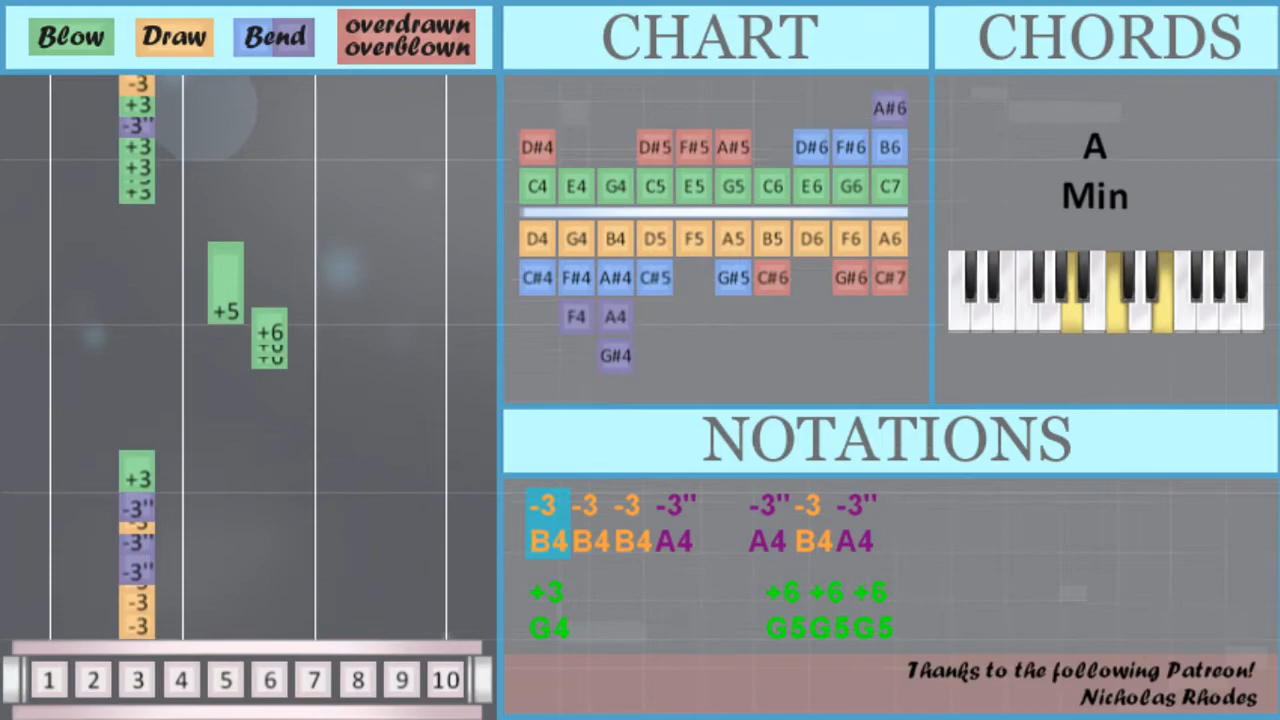 Blow Draw Bend overdrawn
overblown
CHART
CHORDS
-3
+3
-3''
+3
+3
+3
+5
+6
+3
-3''
-3
-3''
-3''
-3
-3
1 2 3 4 5 6 7 8 9 10
A#6
D#4 D#5 F#5 A#5 D#6 F#6 B6
C4 E4 G4 C5 E5 G5 C6 E6 G6 C7
D4 G4 B4 D5 F5 A5 B5 D6 F6 A6
C#4 F#4 A#4 C#5 G#5 C#6 G#6 C#7
F4 A4
G#4
A
Min
NOTATIONS
-3 -3 -3 -3'' -3'' -3 -3''
B4 B4 B4 A4 A4 B4 A4
+3 +6 +6 +6
G4 G5 G5 G5
Thanks to the following Patreon!
Nicholas Rhodes